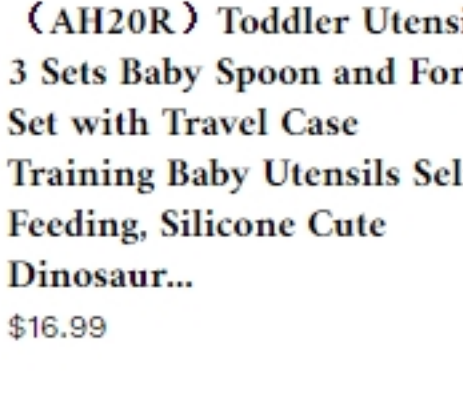 （AH20R）Toddler Utensi
3 Sets Baby Spoon and For
Set with Travel Case
Training Baby Utensils Sel
Feeding, Silicone Cute
Dinosaur...
$16.99